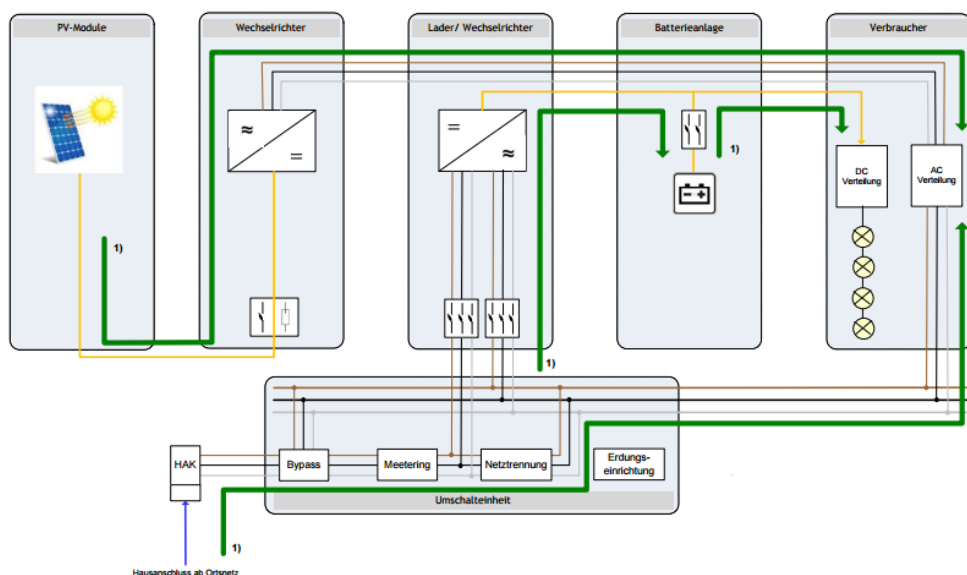 PV-Module
Wechselrichter
Lader/ Wechselrichter
Batterieanlage
Verbraucher
≈
=
=
≈
1)
DC
Verteilung
AC
Verteilung
1)
1)
HAK
Bypass
Meetering
Netztrennung
Erdungs-
einrichtung
Umschalteinheit
1)
Hausanschluss ab Ortsnetz